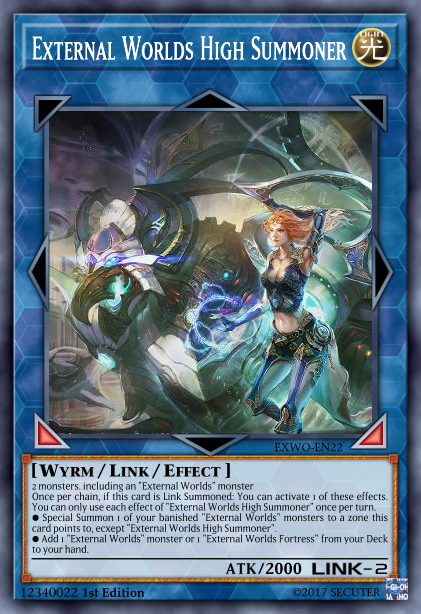 External Worlds High Summoner
LIGHT
光
EXWO-EN22
[Wyrm / Link / Effect ]
2 monsters. including an "External Worlds" monster
Once per chain, if this card is Link Summoned: You can activate 1 of these effects.
You can only use each effect of "External Worlds High Summoner" once per turn.
● Special Summon 1 of your banished "External Worlds" monsters to a zone this
card points to, ecxept "External Worlds High Summoner".
● Add 1 "External Worlds" monster or 1 "External Worlds Fortress" from your Deck
to your hand.
ATK/2000 LINK-2
12340022 1st Edition
©2017 SECUTER